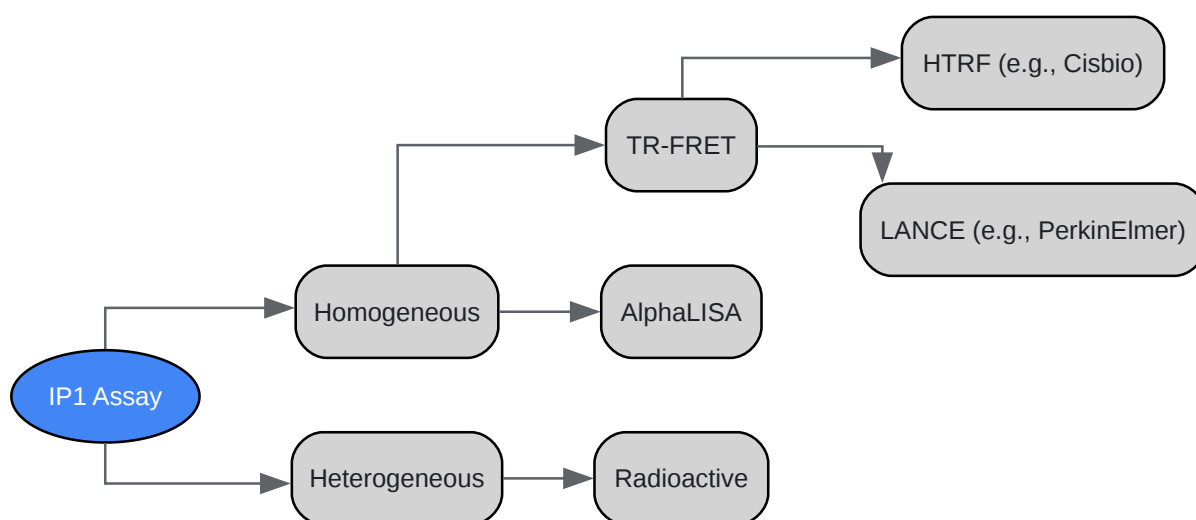 HTRF (e.g., Cisbio)
TR-FRET
LANCE (e.g., PerkinElmer)
Homogeneous
AlphaLISA
IP1 Assay
Heterogeneous
Radioactive